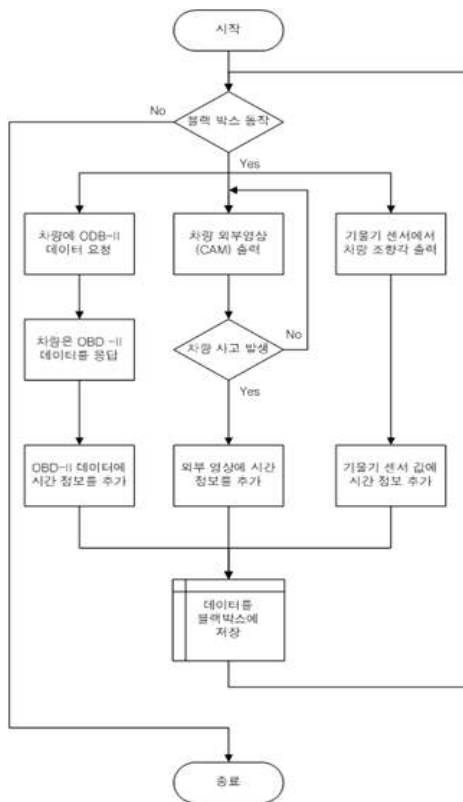 시작
블랙 박스 동작
No
Yes
차량에 ODB-II
데이터 요청
차량 외부영상
(CAM) 출력
기울기 센서에서
차량 조향각 출력
차량은 OBD -II
데이터를 응답
차량 사고 발생
No
Yes
OBD-II 데이터에
시간 정보를 추가
외부 영상에 시간
정보를 추가
기울기 센서 값에
시간 정보 추가
데이터를
블랙박스에
저장
종료